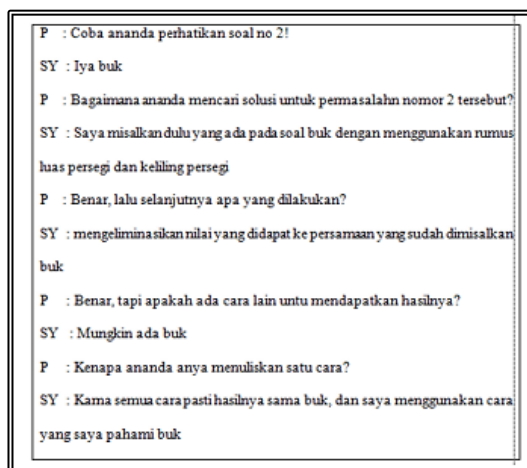 P : Coba ananda perhatikan soal no 2!
SY : Iya buk
P : Bagaimana ananda mencari solusi untuk permasalahn nomor 2 tersebut?
SY : Saya misalkan dulu yang ada pada soal buk dengan menggunakan rumus
luas persegi dan keliling persegi
P : Benar, lalu selanjutnya apa yang dilakukan?
SY : mengeliminasikan nilai yang didapat ke persamaan yang sudah dimisalkan
buk
P : Benar, tapi apakah ada cara lain untu mendapatkan hasilnya?
SY : Mungkin ada buk
P : Kenapa ananda anya menuliskan satu cara?
SY : Karna semua cara pasti hasilnya sama buk, dan saya menggunakan cara
yang saya pahami buk